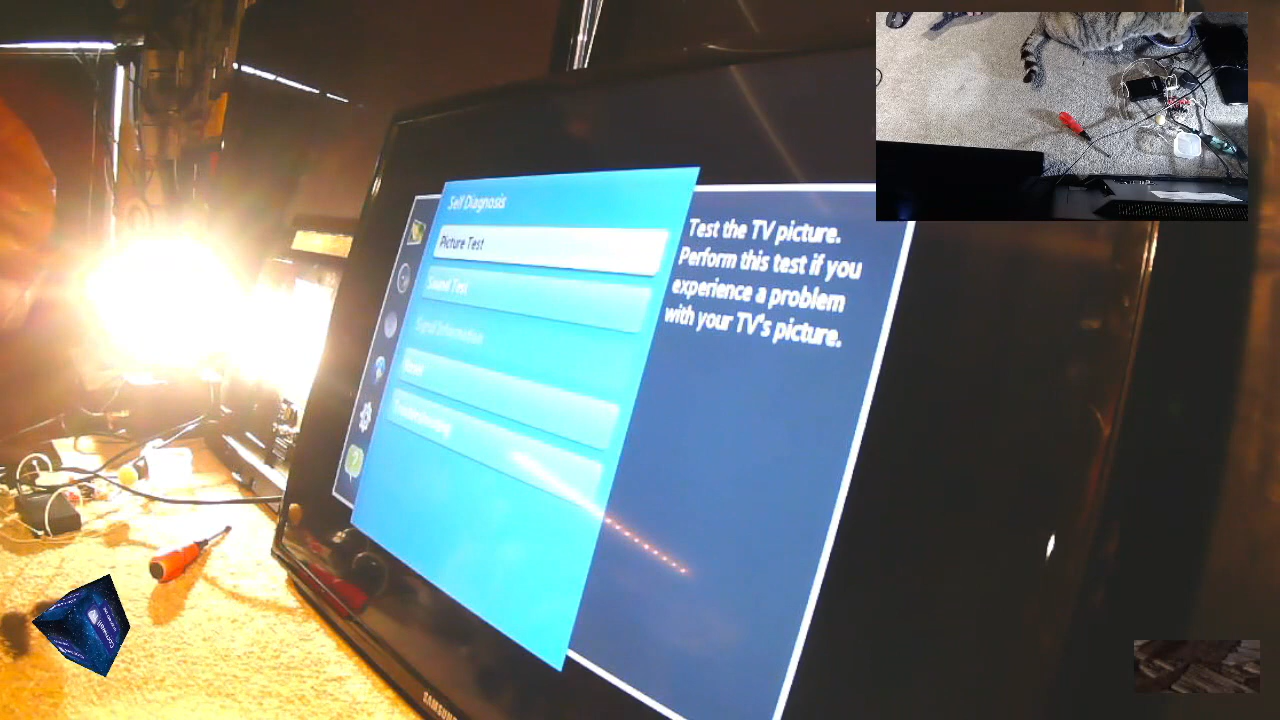 Self Diagnosis
Picture Test
Sound Test
Signal Information
Reset
Troubleshooting
Test the TV picture.
Perform this test if you
experience a problem
with your TV's picture.
SAMSUNG